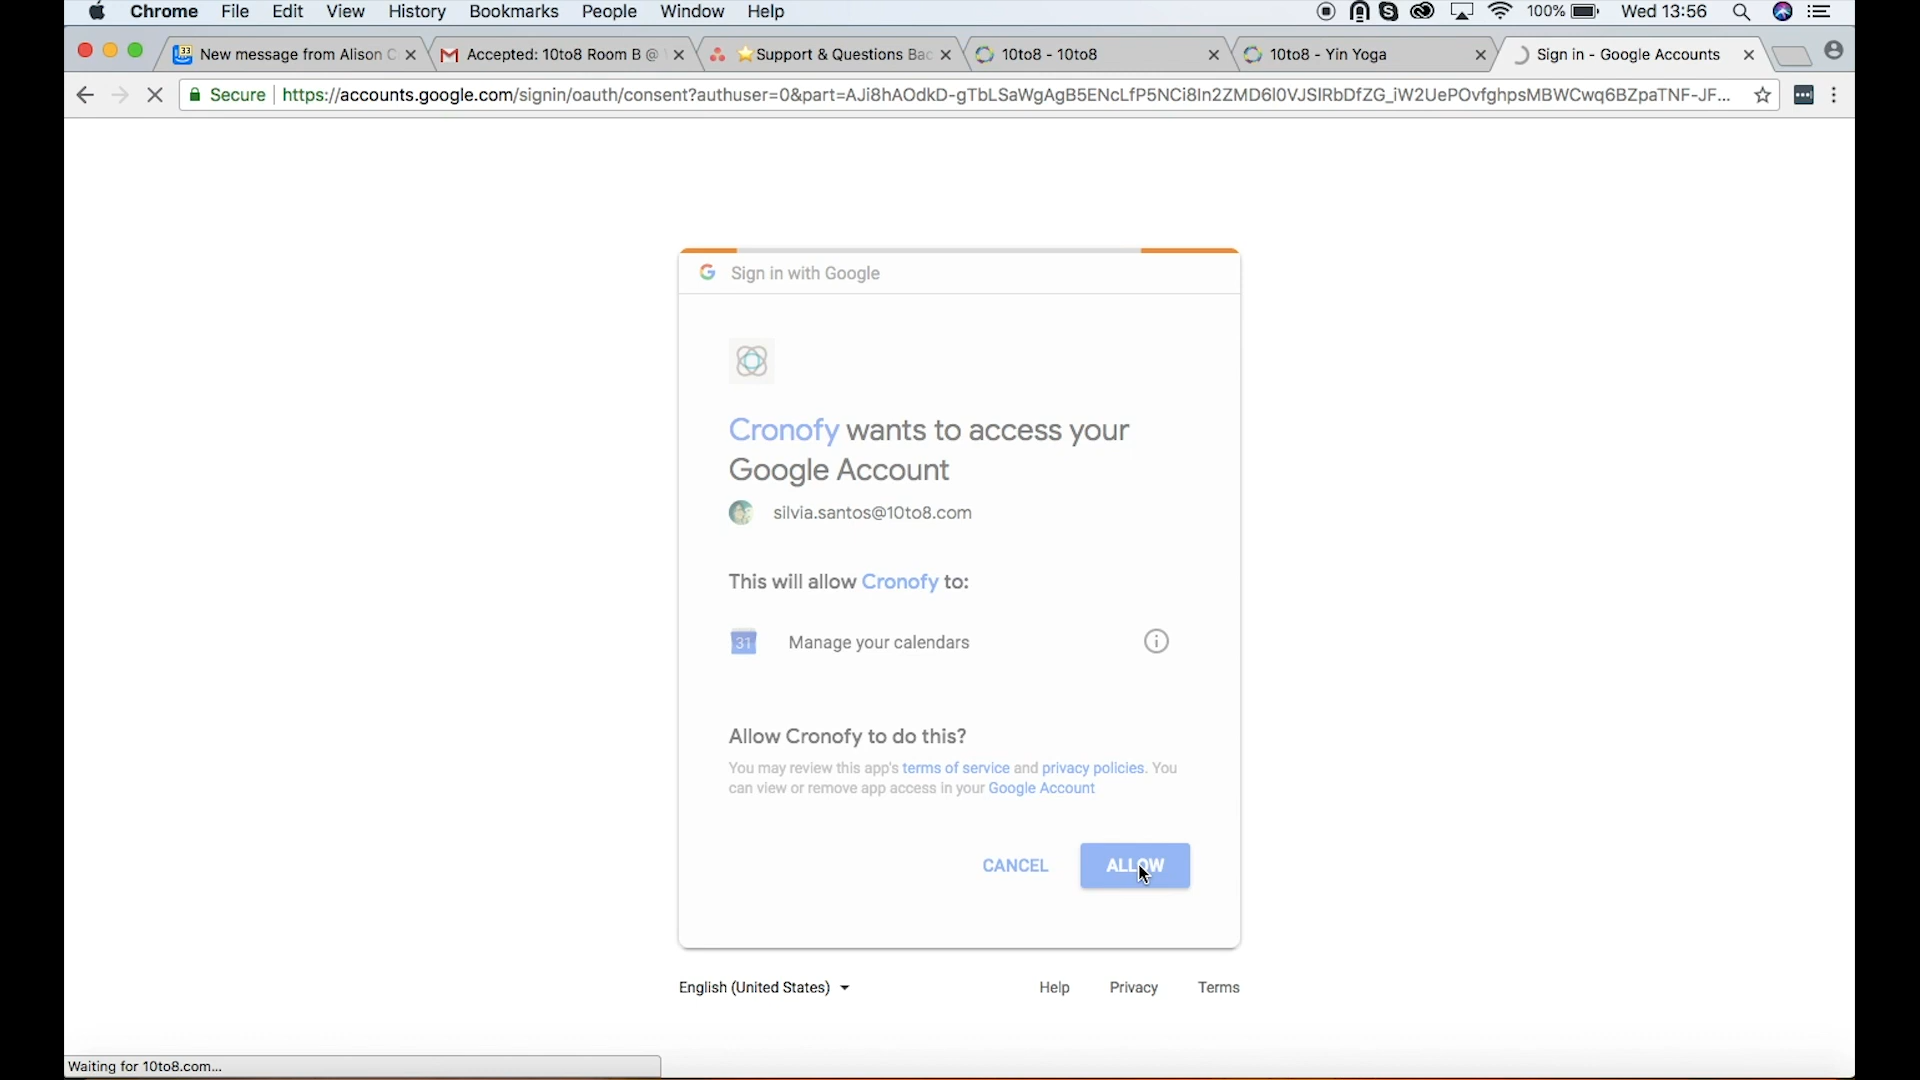 Chrome File Edit View History Bookmarks People Window Help 100% Wed 13:56
33 New message from Alison C Accepted: 10to8 Room B @ Support & Questions Bac 10to8 - 10to8 10to8 - Yin Yoga Sign in - Google Accounts
Secure https://accounts.google.com/signin/oauth/consent?authuser=0&part=AJi8hAOdkD-gTbLSaWgAgB5ENcLfP5NCi8In2ZMD6I0VJSIRbDfZG_iW2UePOvfghpsMBWCwq6BZpaTNF-JF...
Sign in with Google
Cronofy wants to access your
Google Account
silvia.santos@10to8.com
This will allow Cronofy to:
31 Manage your calendars
Allow Cronofy to do this?
You may review this app's terms of service and privacy policies. You
can view or remove app access in your Google Account
CANCEL ALLOW
English (United States) Help Privacy Terms
Waiting for 10to8.com...